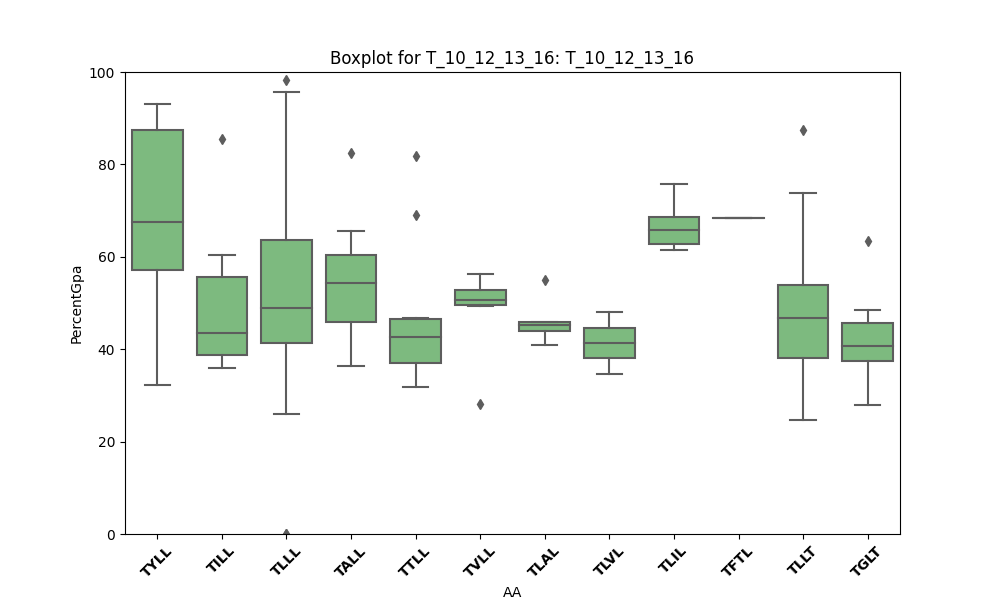 Boxplot for T_10_12_13_16: T_10_12_13_16
100
80
60
40
20
0
PercentGpa
TYLL
TILL
TLLL
TALL
TTLL
TVLL
TLAL
TLVL
TLIL
TFTL
TLLT
TGLT
AA